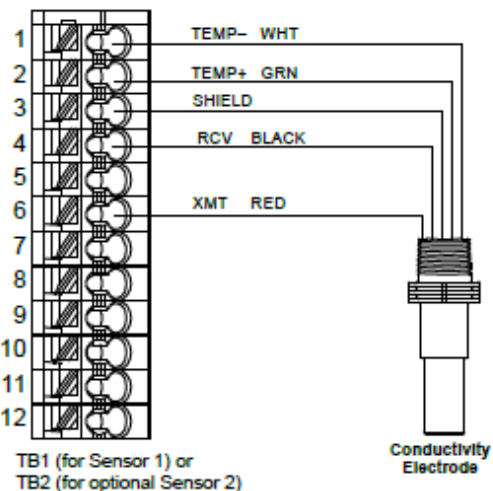 1 TEMP– WHT
2 TEMP+ GRN
3 SHIELD
4 RCV BLACK
5
6 XMT RED
7
8
9
10
11
12
Conductivity
Electrode
TB1 (for Sensor 1) or
TB2 (for optional Sensor 2)